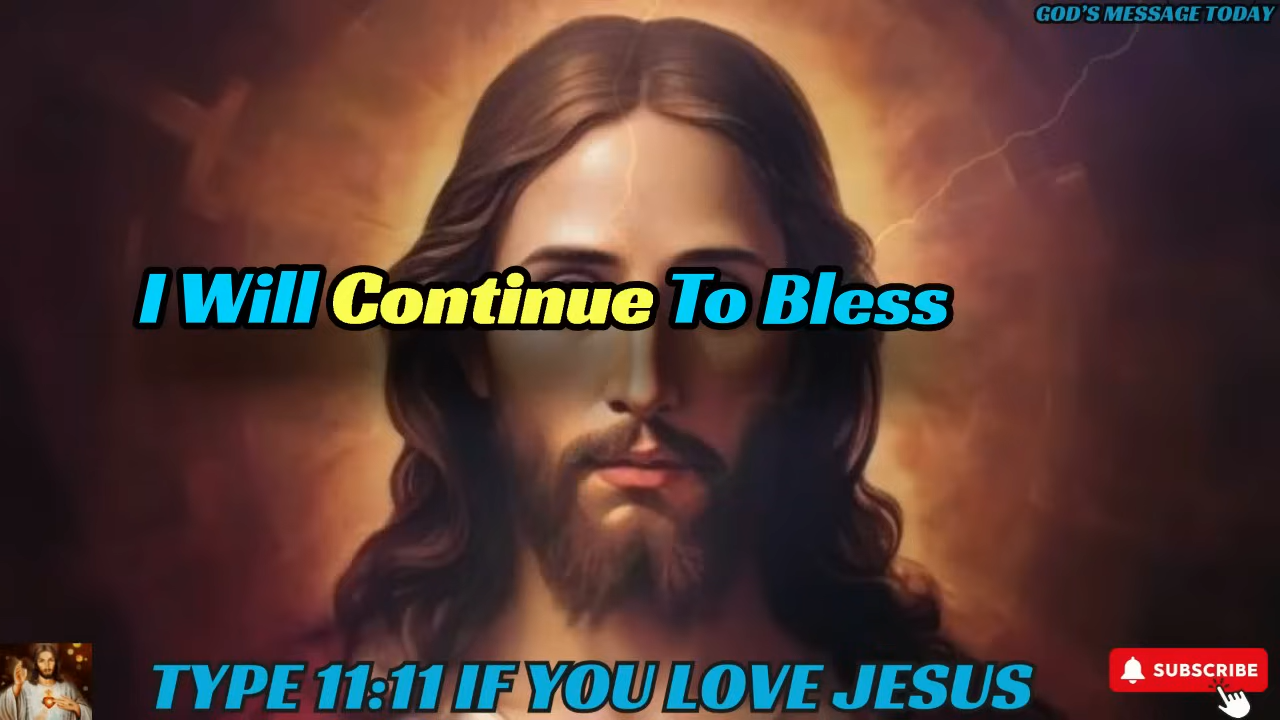 GOD'S MESSAGE TODAY
I Will Continue To Bless
TYPE 11:11 IF YOU LOVE JESUS
SUBSCRIBE